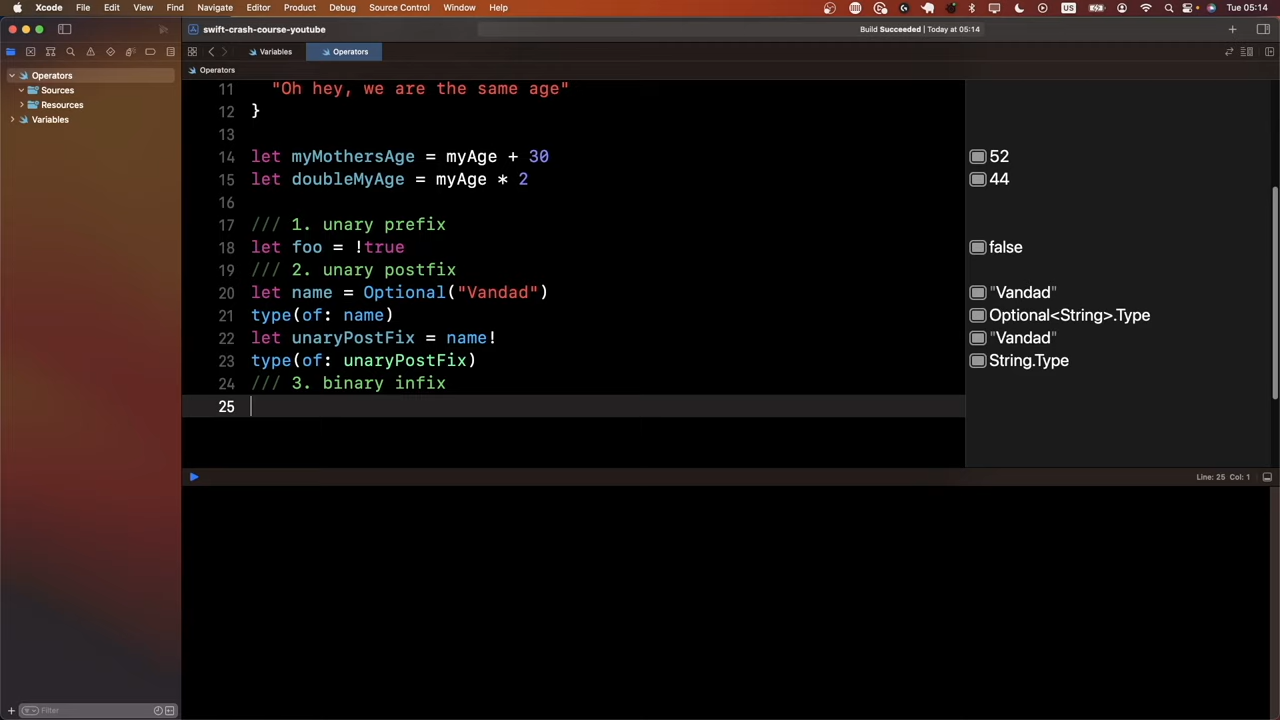 Xcode File Edit View Find Navigate Editor Product Debug Source Control Window Help US Tue 05:14
swift-crash-course-youtube Build Succeeded | Today at 05:14
Variables Operators
Operators
Operators
Sources
Resources
Variables
11 "Oh hey, we are the same age"
12 }
13
14 let myMothersAge = myAge + 30 52
15 let doubleMyAge = myAge * 2 44
16
17 /// 1. unary prefix
18 let foo = !true false
19 /// 2. unary postfix
20 let name = Optional("Vandad") "Vandad"
21 type(of: name) Optional<String>.Type
22 let unaryPostFix = name! "Vandad"
23 type(of: unaryPostFix) String.Type
24 /// 3. binary infix
25
Line: 25 Col: 1
Filter